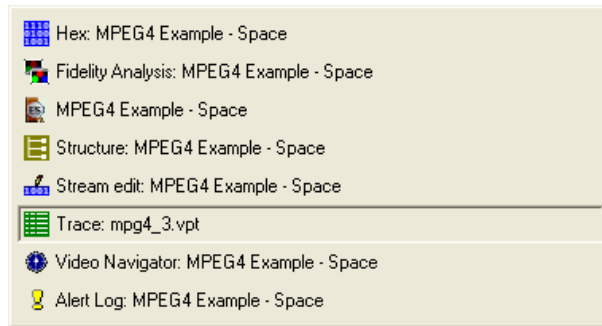 Hex: MPEG4 Example - Space
Fidelity Analysis: MPEG4 Example - Space
MPEG4 Example - Space
Structure: MPEG4 Example - Space
Stream edit: MPEG4 Example - Space
Trace: mpg4_3.vpt
Video Navigator: MPEG4 Example - Space
Alert Log: MPEG4 Example - Space